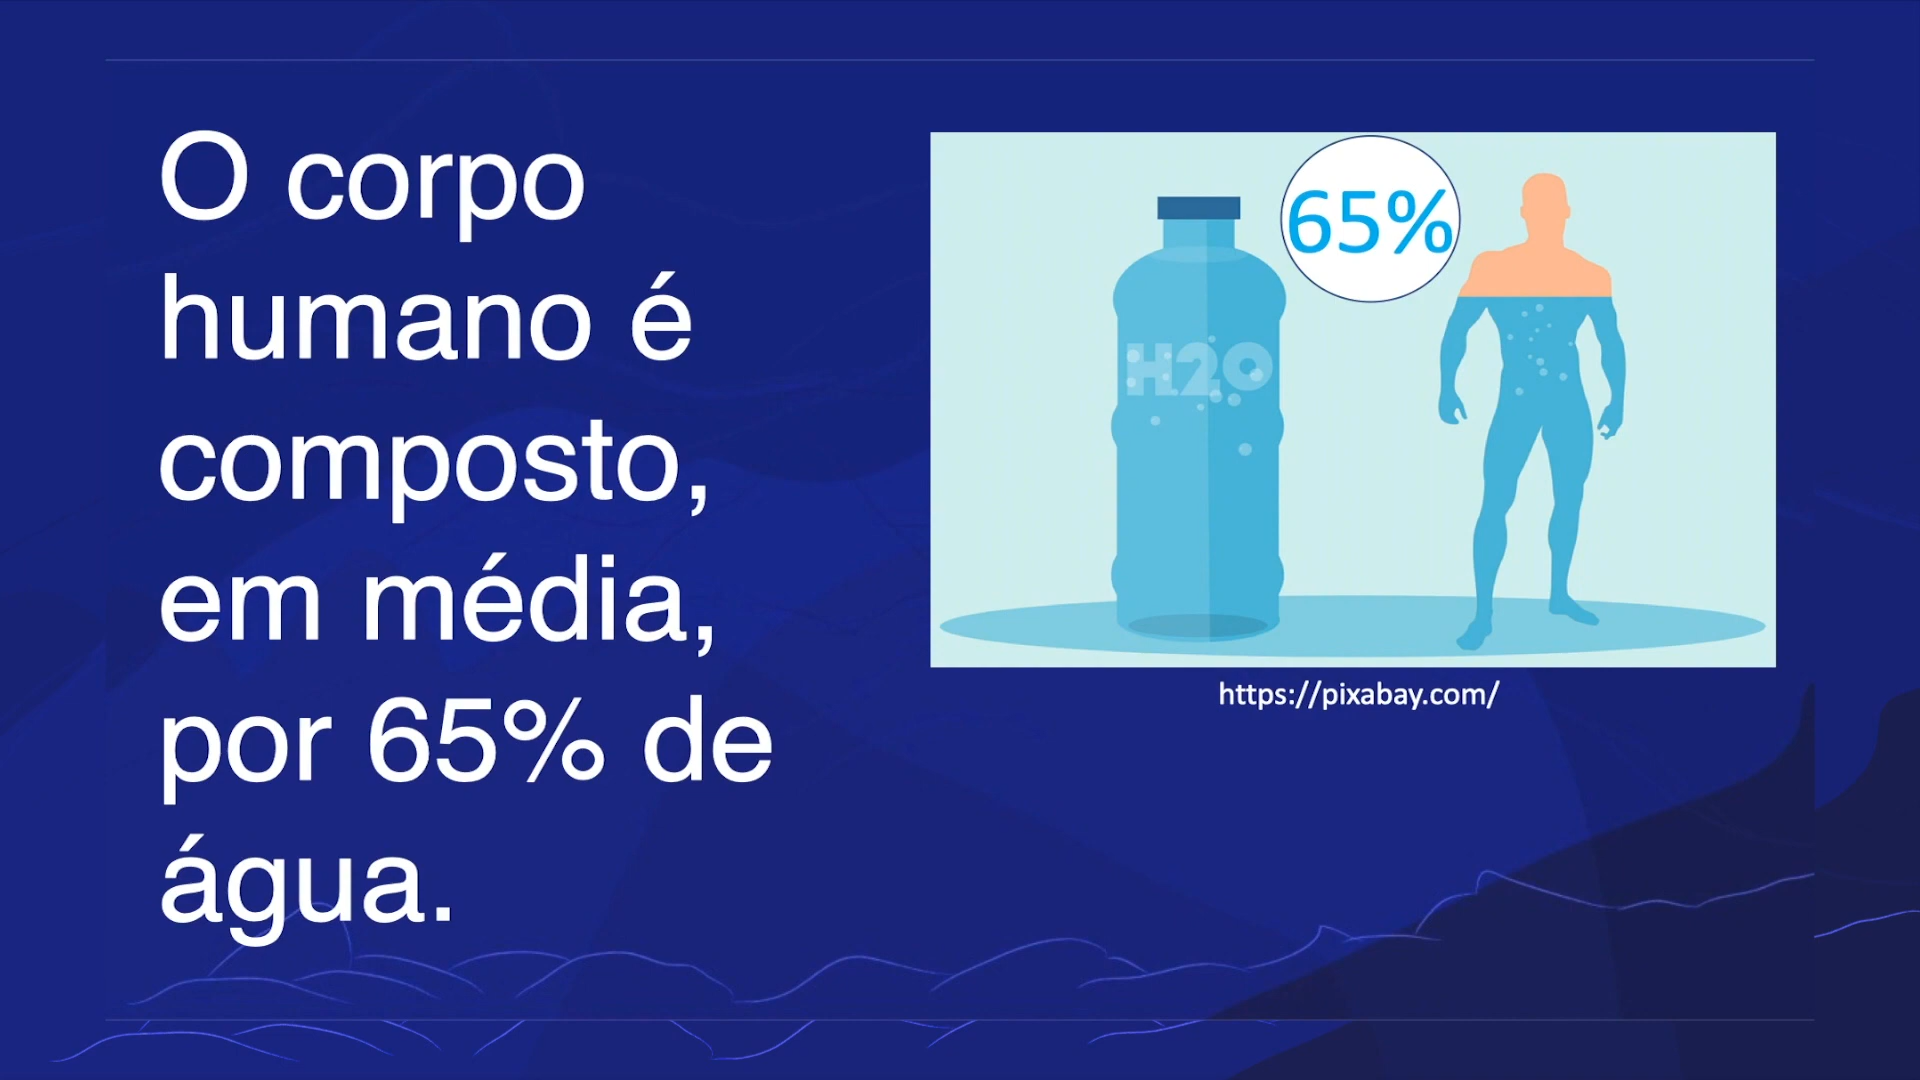 O corpo
humano é
composto,
em média,
por 65% de
água.
65%
H2O
https://pixabay.com/